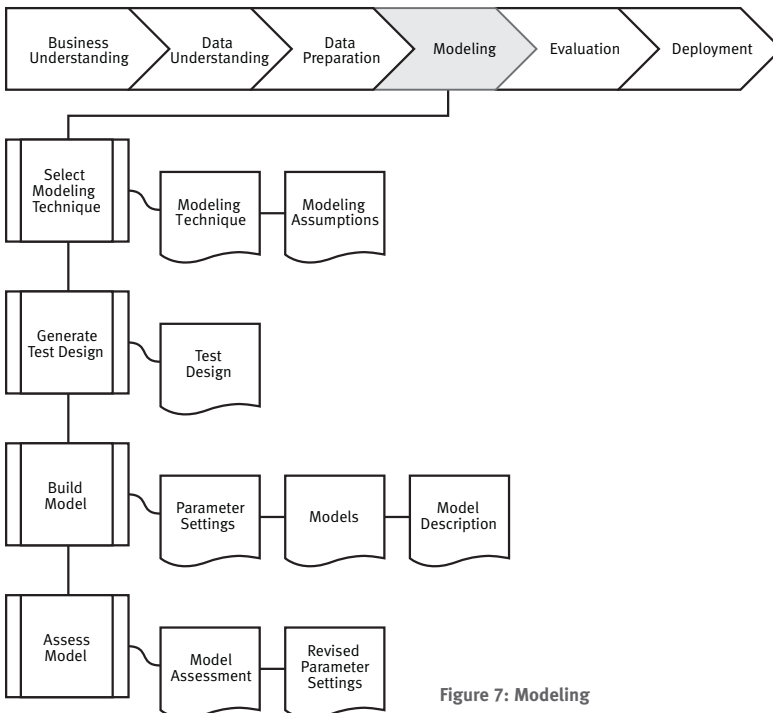 Business
Understanding
Data
Understanding
Data
Preparation
Modeling
Evaluation
Deployment
Select
Modeling
Technique
Modeling
Technique
Modeling
Assumptions
Generate
Test Design
Test
Design
Build
Model
Parameter
Settings
Models
Model
Description
Assess
Model
Model
Assessment
Revised
Parameter
Settings
Figure 7: Modeling